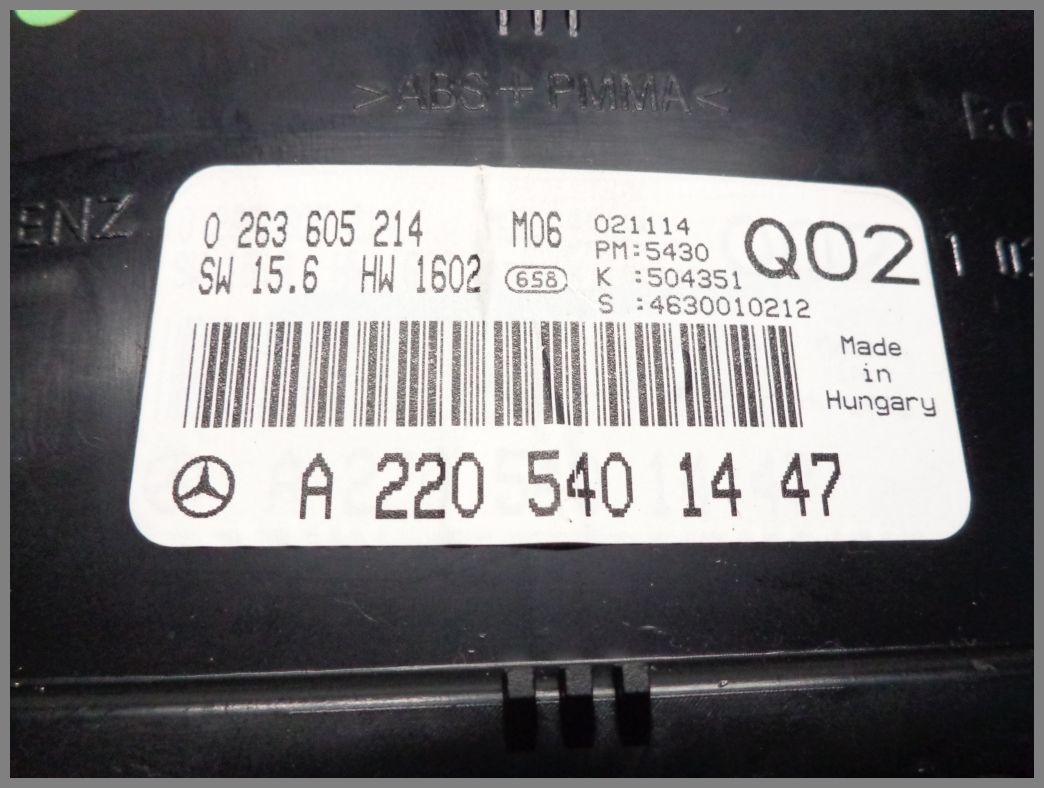 >ABS+PMMA<
ENZ
0 263 605 214 M06
SW 15.6 HW 1602 658
021114
PM:5430
K :504351
S :4630010212
Q02
Made
in
Hungary
A 220 540 14 47